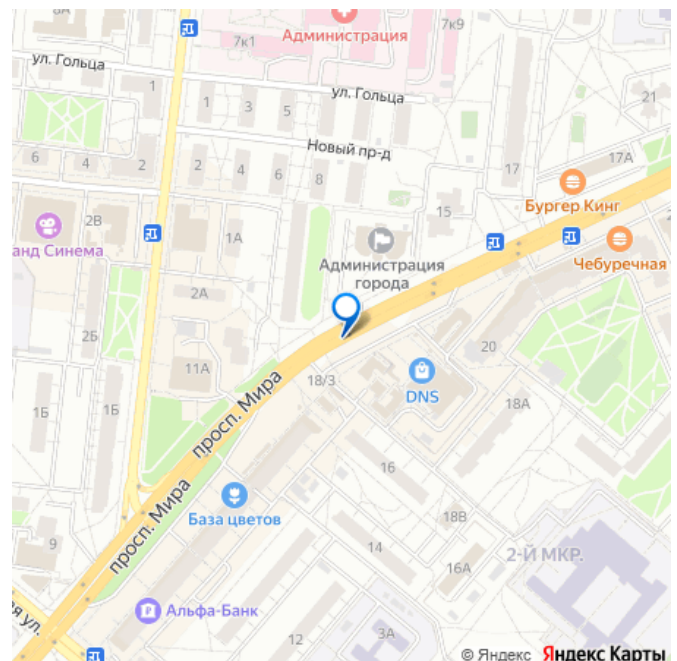 8А
7к1
7к9
Администрация
ул. Гольца
ул. Гольца
1
1
3
5
21
Новый пр-д
6
4
2
2
4
6
8
17
17А
Бургер Кинг
2В
анд Синема
1А
15
Администрация
города
Чебуречная
2А
2Б
11А
20
18/3
DNS
18А
1Б
1Б
просп. Мира
16
База цветов
18В
2-Й МКР.
14
16А
просп. Мира
9
Альфа-Банк
ая ул.
12
3А
© Яндекс Яндекс Карты